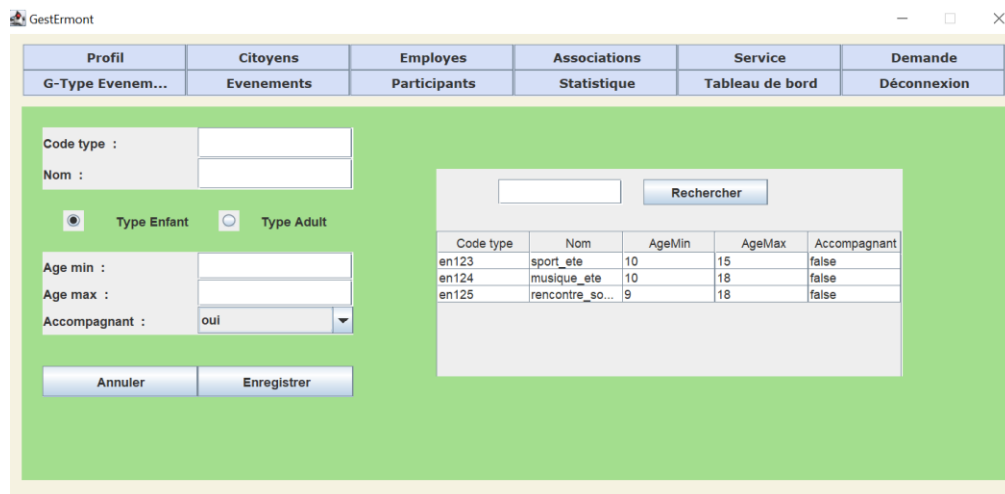 GestErmont
Profil Citoyens Employes Associations Service Demande
G-Type Evenem... Evenements Participants Statistique Tableau de bord Déconnexion
Code type :
Nom :
Type Enfant Type Adult
Age min :
Age max :
Accompagnant : oui
Annuler Enregistrer
Rechercher
Code type Nom AgeMin AgeMax Accompagnant
en123 sport_ete 10 15 false
en124 musique_ete 10 18 false
en125 rencontre_so... 9 18 false